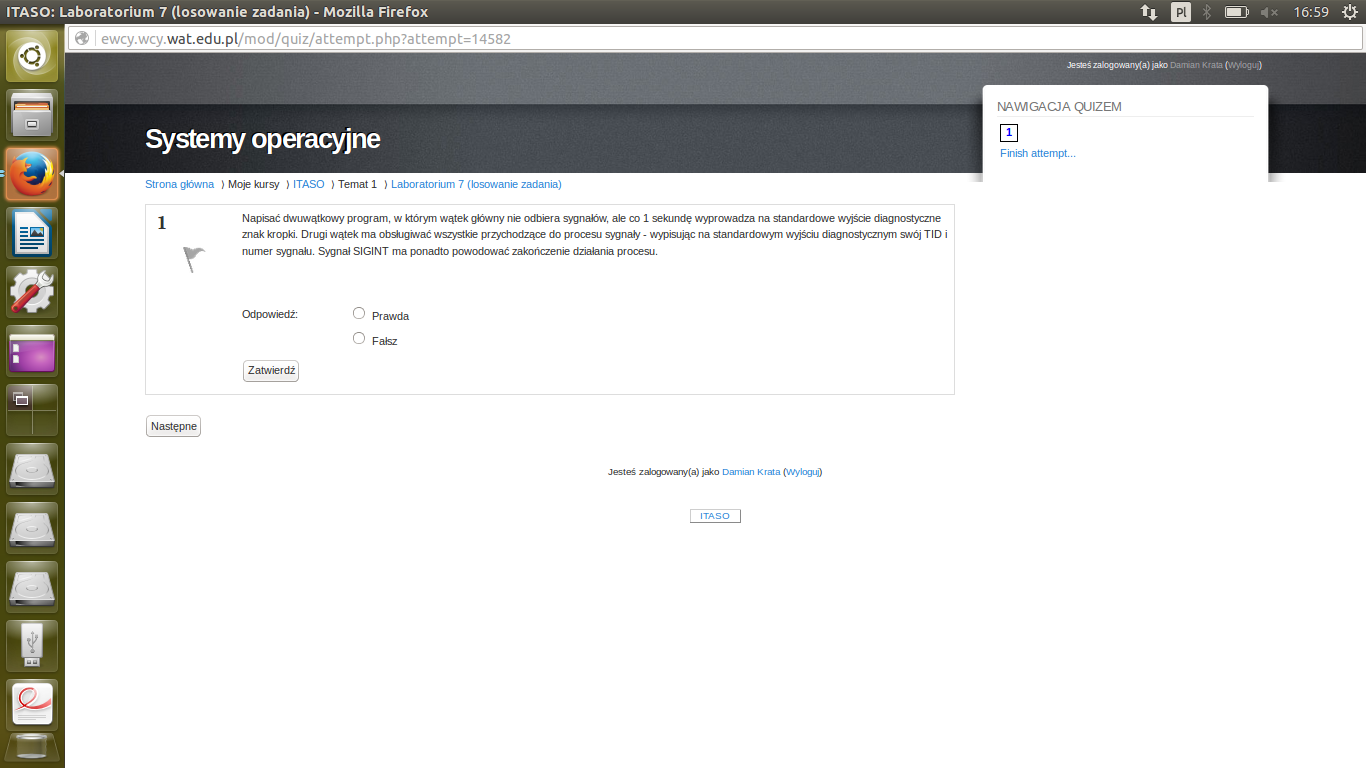 ITASO: Laboratorium 7 (losowanie zadania) - Mozilla Firefox
Pl
16:59
ewcy.wcy.wat.edu.pl/mod/quiz/attempt.php?attempt=14582
Jesteś zalogowany(a) jako Damian Krata (Wyloguj)
NAWIGACJA QUIZEM
1
Finish attempt...
Systemy operacyjne
Strona główna ⟩ Moje kursy ⟩ ITASO ⟩ Temat 1 ⟩ Laboratorium 7 (losowanie zadania)
1
Napisać dwuwątkowy program, w którym wątek główny nie odbiera sygnałów, ale co 1 sekundę wyprowadza na standardowe wyjście diagnostyczne
znak kropki. Drugi wątek ma obsługiwać wszystkie przychodzące do procesu sygnały - wypisując na standardowym wyjściu diagnostycznym swój TID i
numer sygnału. Sygnał SIGINT ma ponadto powodować zakończenie działania procesu.
Odpowiedź:
Prawda
Fałsz
Zatwierdź
Następne
Jesteś zalogowany(a) jako Damian Krata (Wyloguj)
ITASO